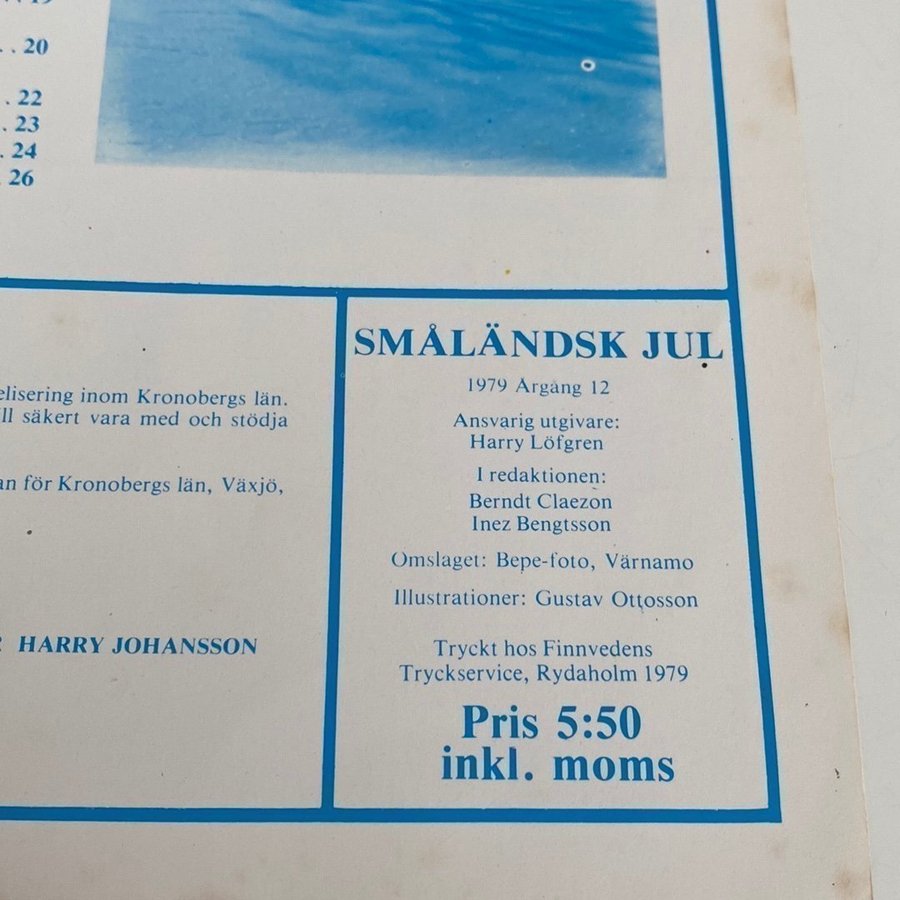 . . 20
. 22
. 23
. 24
. 26
elisering inom Kronobergs län.
ll säkert vara med och stödja
an för Kronobergs län, Växjö,
HARRY JOHANSSON
SMÅLÄNDSK JUL
1979 Årgång 12
Ansvarig utgivare:
Harry Löfgren
I redaktionen:
Berndt Claezon
Inez Bengtsson
Omslaget: Bepe-foto, Värnamo
Illustrationer: Gustav Ottosson
Tryckt hos Finnvedens
Tryckservice, Rydaholm 1979
Pris 5:50
inkl. moms